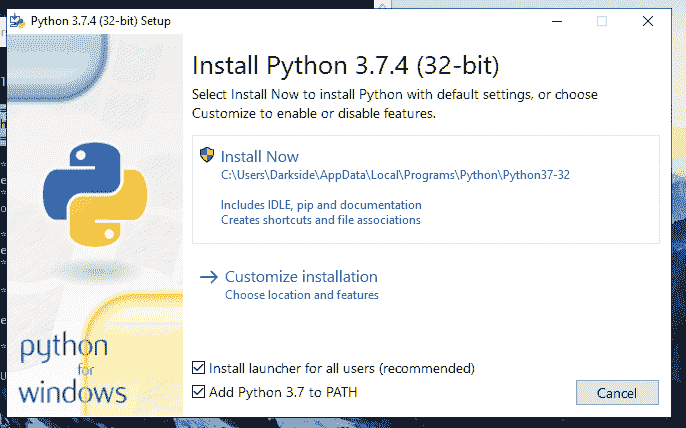 Python 3.7.4 (32-bit) Setup
Install Python 3.7.4 (32-bit)
Select Install Now to install Python with default settings, or choose
Customize to enable or disable features.
Install Now
C:\Users\Darkside\AppData\Local\Programs\Python\Python37-32
Includes IDLE, pip and documentation
Creates shortcuts and file associations
Customize installation
Choose location and features
python
for
windows
Install launcher for all users (recommended)
Add Python 3.7 to PATH
Cancel